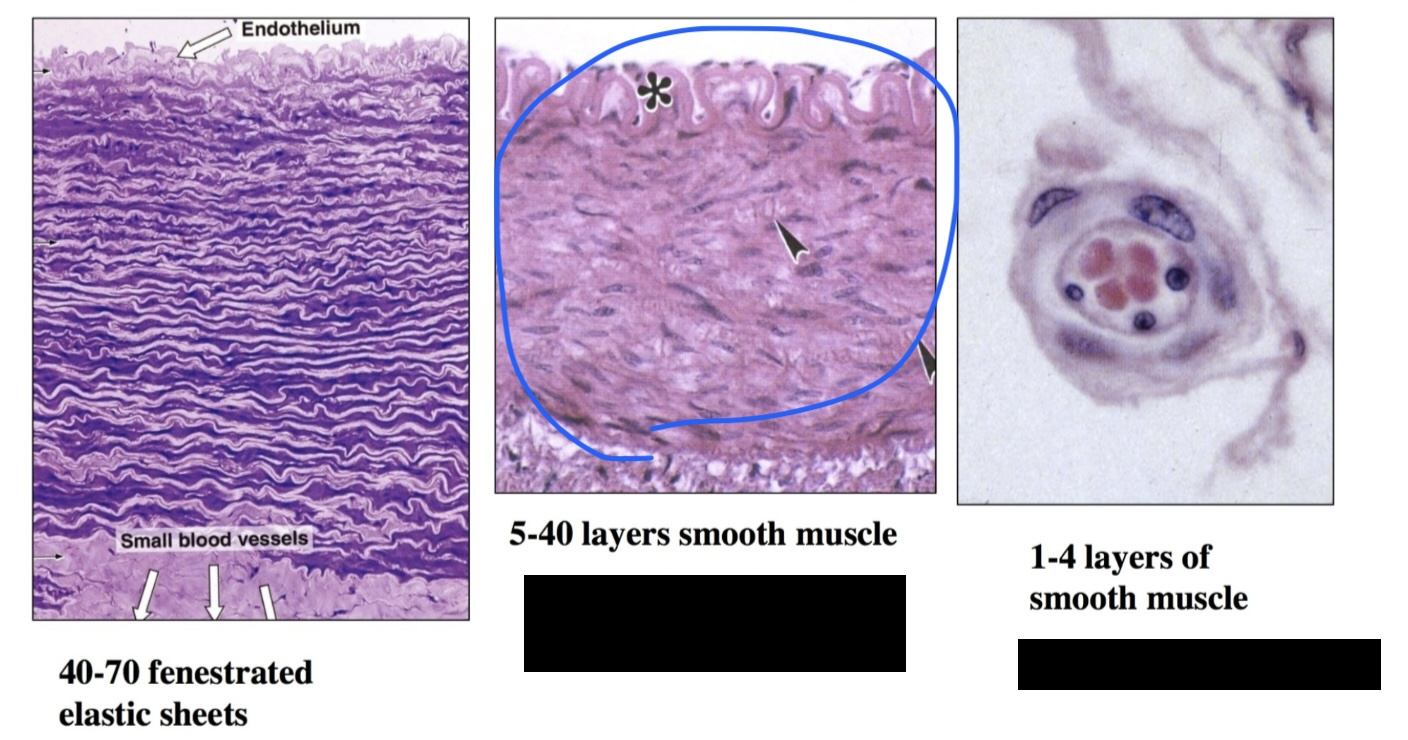 Endothelium
*
Small blood vessels
5-40 layers smooth muscle
1-4 layers of
smooth muscle
40-70 fenestrated
elastic sheets